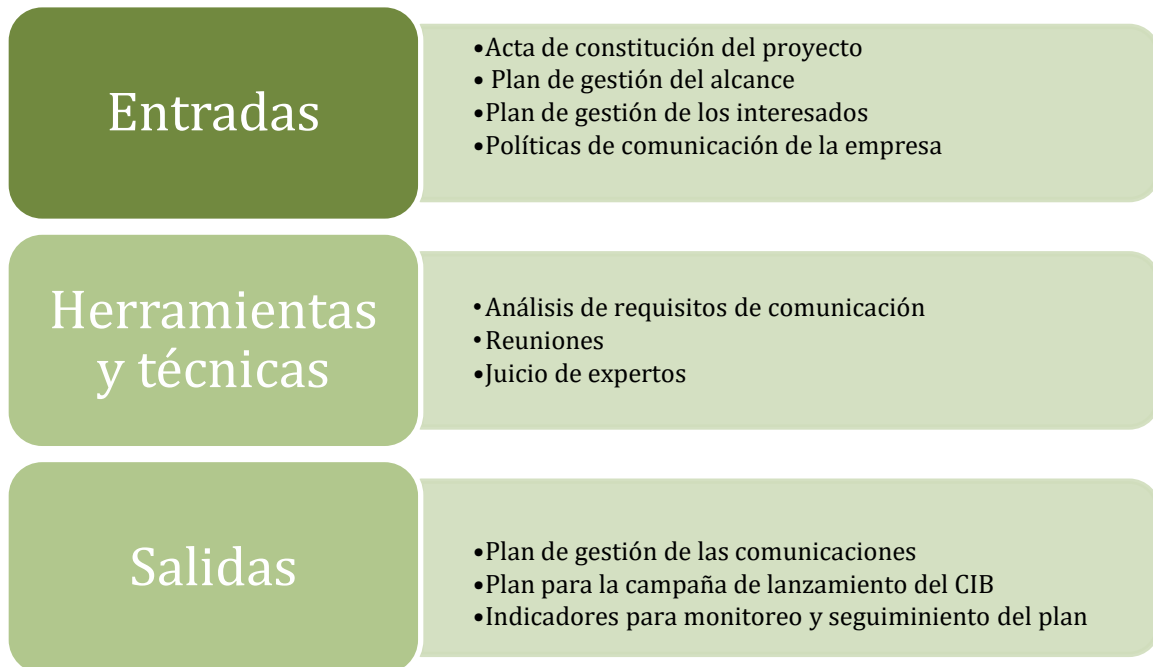 Entradas
•Acta de constitución del proyecto
• Plan de gestión del alcance
•Plan de gestión de los interesados
•Políticas de comunicación de la empresa
Herramientas
y técnicas
•Análisis de requisitos de comunicación
•Reuniones
•Juicio de expertos
Salidas
•Plan de gestión de las comunicaciones
•Plan para la campaña de lanzamiento del CIB
•Indicadores para monitoreo y seguiminiento del plan